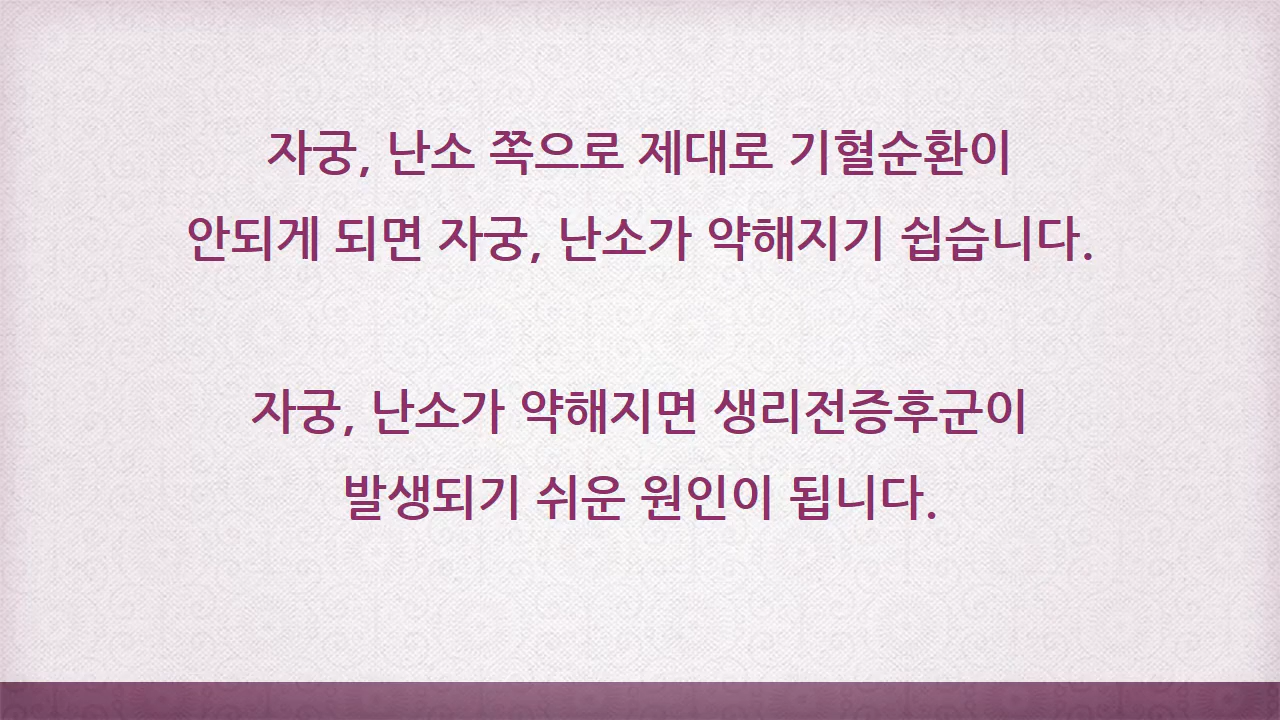 자궁, 난소 쪽으로 제대로 기혈순환이
안되게 되면 자궁, 난소가 약해지기 쉽습니다.
자궁, 난소가 약해지면 생리전증후군이
발생되기 쉬운 원인이 됩니다.